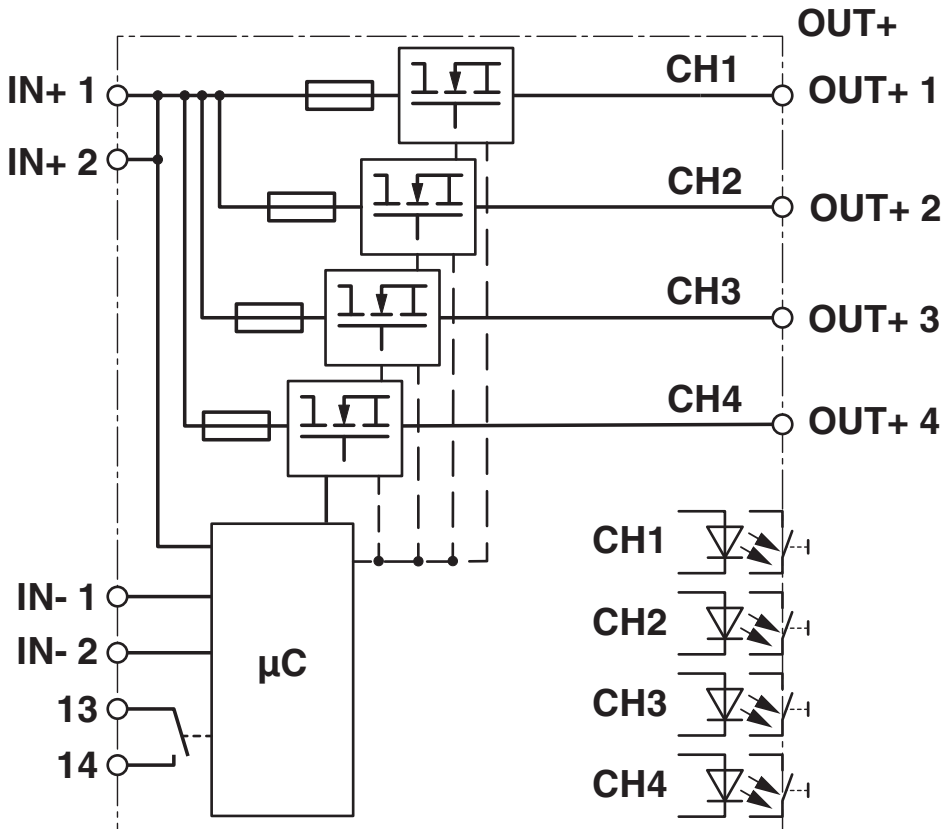 OUT+
IN+ 1
CH1
OUT+ 1
IN+ 2
CH2
OUT+ 2
CH3
OUT+ 3
CH4
OUT+ 4
CH1
IN- 1
CH2
IN- 2
µC
13
CH3
14
CH4